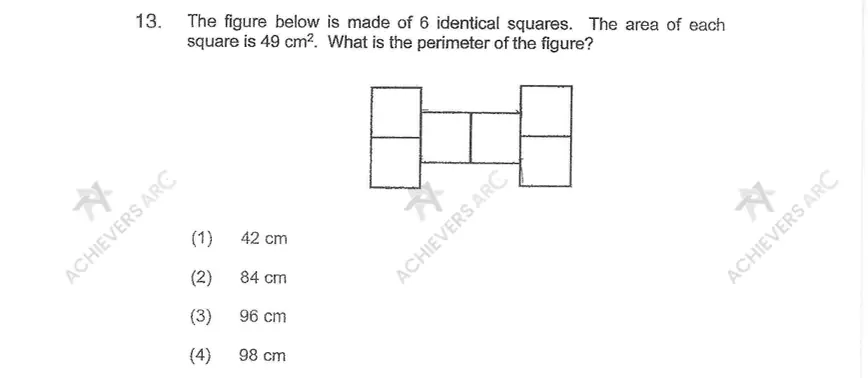 13. The figure below is made of 6 identical squares. The area of each
square is 49 cm². What is the perimeter of the figure?
ACHIEVERS ARC
ACHIEVERS ARC
ACHIEVERS ARC
(1) 42 cm
(2) 84 cm
(3) 96 cm
(4) 98 cm